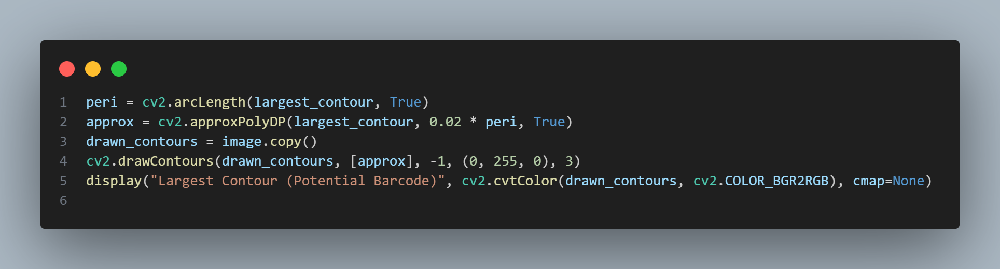 1 peri = cv2.arcLength(largest_contour, True)
2 approx = cv2.approxPolyDP(largest_contour, 0.02 * peri, True)
3 drawn_contours = image.copy()
4 cv2.drawContours(drawn_contours, [approx], -1, (0, 255, 0), 3)
5 display("Largest Contour (Potential Barcode)", cv2.cvtColor(drawn_contours, cv2.COLOR_BGR2RGB), cmap=None)
6